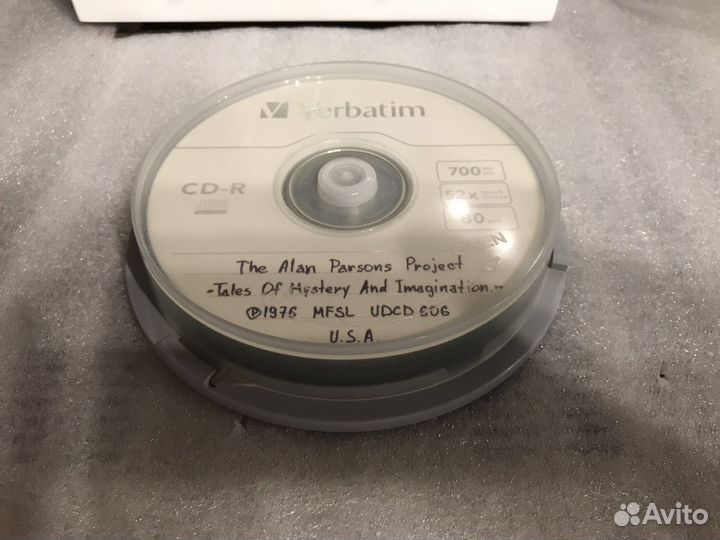 Verbatim
CD-R
700
52x
80
The Alan Parsons Project
-Tales Of Mystery And Imagination.-
℗1976 MFSL UDCD 606
U.S.A.
Avito